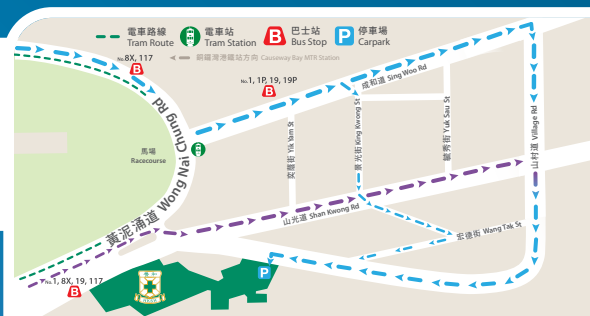 電車路線
Tram Route
電車站
Tram Station
B
巴士站
Bus Stop
P
停車場
Carpark
No.8X, 117
B
銅鑼灣港鐵站方向 Causeway Bay MTR Station
No.1, 1P, 19, 19P
B
成和道 Sing Woo Rd
黃泥涌道 Wong Nai Chung Rd
馬場
Racecourse
奕蔭街 Yik Yam St
景光街 King Kwong St
毓秀街 Yuk Sau St
山村道 Village Rd
山光道 Shan Kwong Rd
宏德街 Wang Tak St
No.1, 8X, 19, 117
B
P